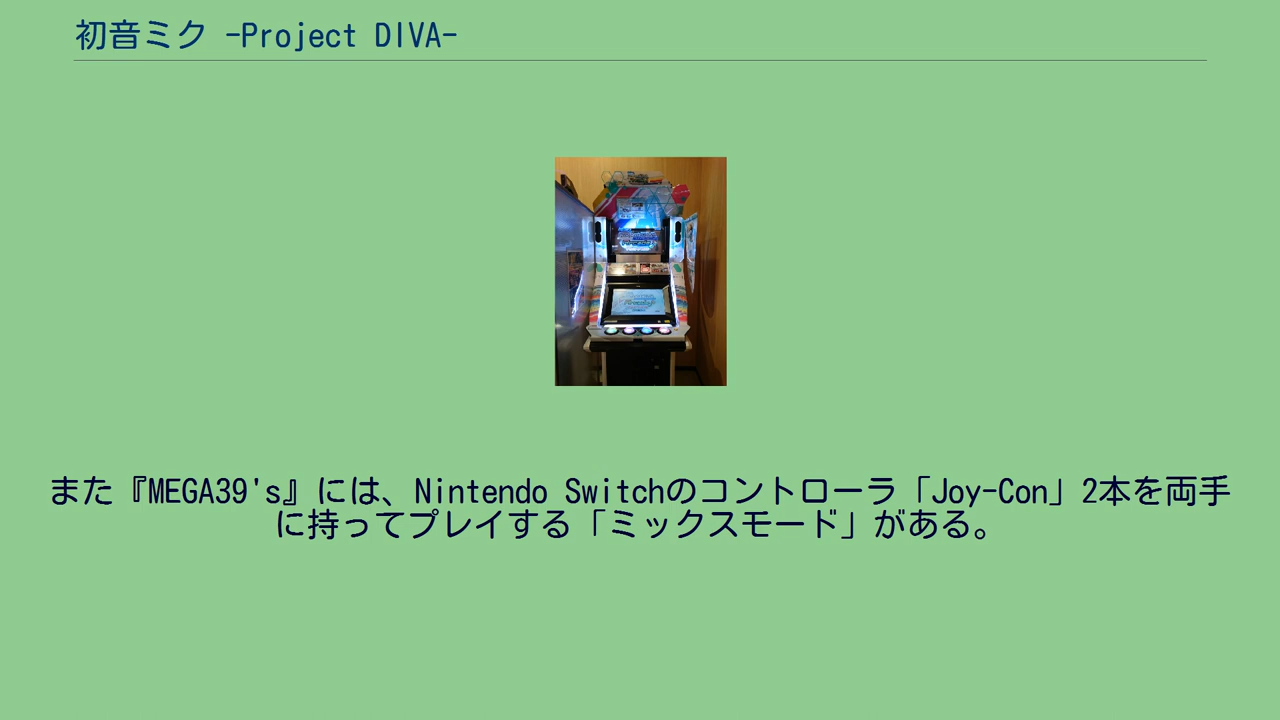 初音ミク -Project DIVA-
また『MEGA39's』には、Nintendo Switchのコントローラ「Joy-Con」2本を両手
に持ってプレイする「ミックスモード」がある。